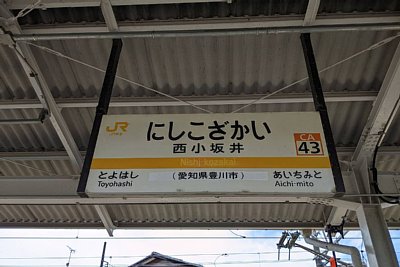 JR
にしこざかい
西小坂井
CA
43
Nishi-kozakai
とよはし
Toyohashi
(愛知県豊川市)
あいちみと
Aichi-mito